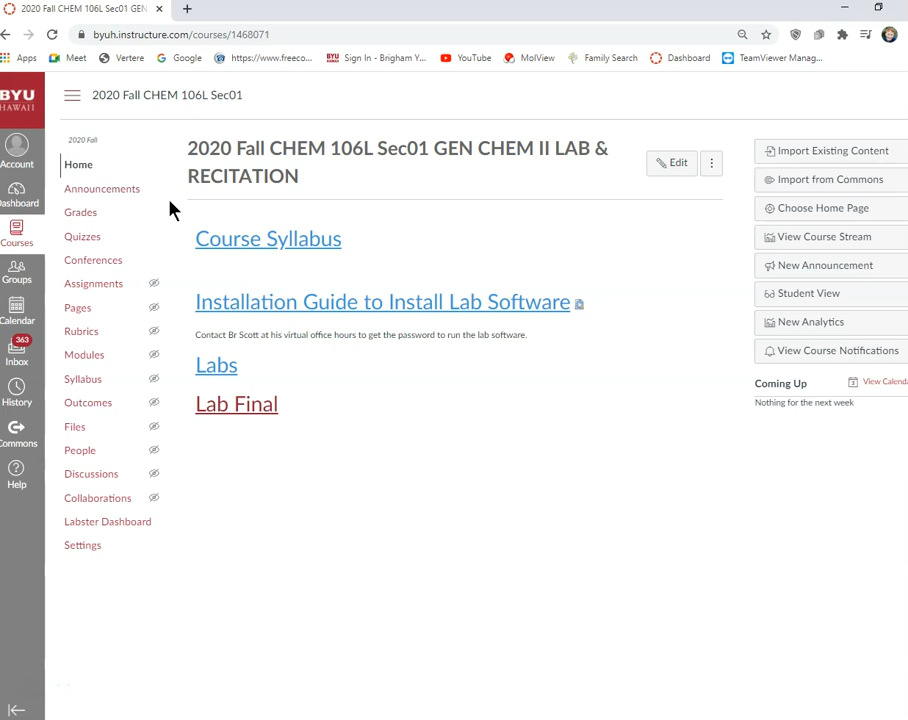 2020 Fall CHEM 106L Sec01 GEN
byuh.instructure.com/courses/1468071
Apps Meet Vertere Google https://www.freeco... BYU Sign In - Brigham Y... YouTube MolView Family Search Dashboard TeamViewer Manag...
BYU
HAWAII
2020 Fall CHEM 106L Sec01
Account
Dashboard
Courses
Groups
Calendar
363
Inbox
History
Commons
Help
2020 Fall
Home
Announcements
Grades
Quizzes
Conferences
Assignments
Pages
Rubrics
Modules
Syllabus
Outcomes
Files
People
Discussions
Collaborations
Labster Dashboard
Settings
2020 Fall CHEM 106L Sec01 GEN CHEM II LAB &
RECITATION
Edit
Course Syllabus
Installation Guide to Install Lab Software
Contact Br Scott at his virtual office hours to get the password to run the lab software.
Labs
Lab Final
Import Existing Content
Import from Commons
Choose Home Page
View Course Stream
New Announcement
Student View
New Analytics
View Course Notifications
Coming Up
View Calenda
Nothing for the next week